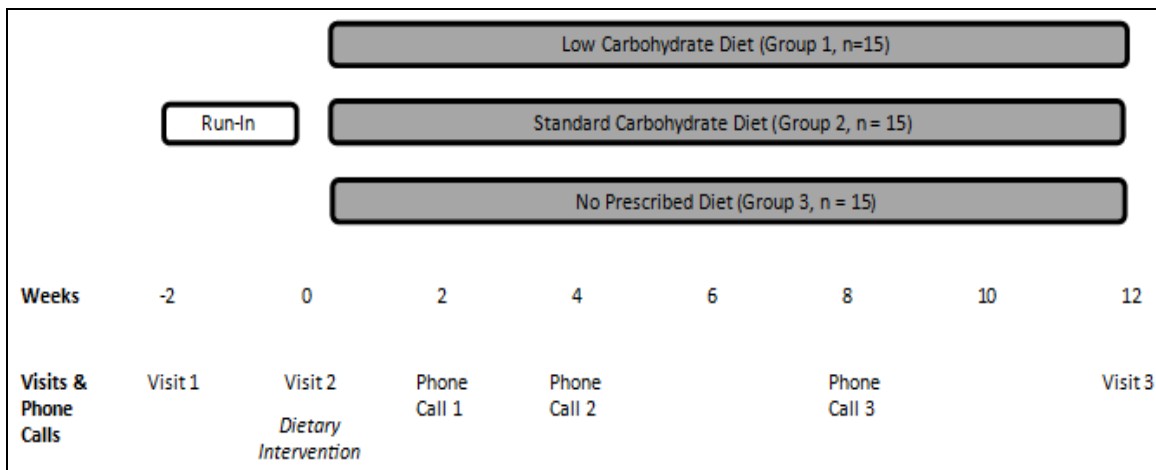 Low Carbohydrate Diet (Group 1, n=15)
Run-In
Standard Carbohydrate Diet (Group 2, n = 15)
No Prescribed Diet (Group 3, n = 15)
Weeks -2 0 2 4 6 8 10 12
Visits & Visit 1 Visit 2 Phone Phone Phone Visit 3
Phone Call 1 Call 2 Call 3
Calls Dietary
Intervention